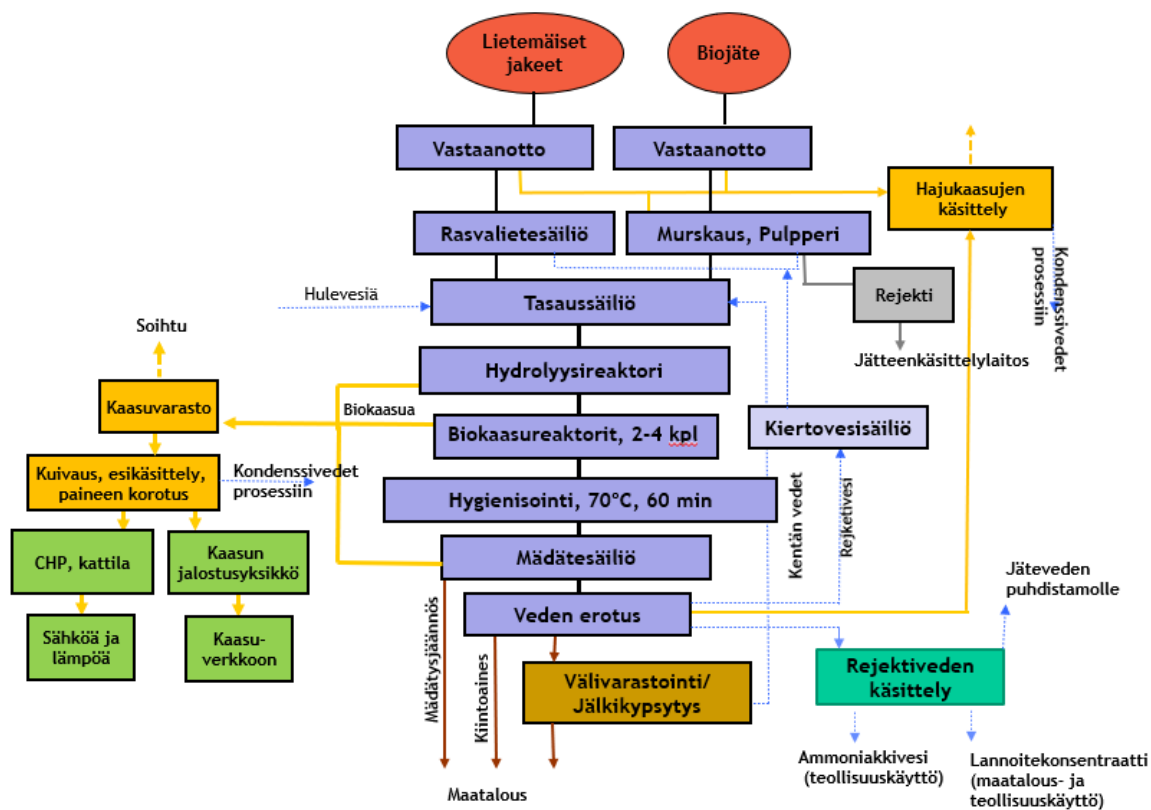 Lietemäiset
jakeet
Biojäte
Vastaanotto
Vastaanotto
Hajukaasujen
käsittely
Rasvalietesäiliö
Murskaus, Pulpperi
Kondenssivedet
prosessiin
Rejekti
Hulevesiä
Tasaussäiliö
Soihtu
Jätteenkäsittelylaitos
Hydrolyysireaktori
Kaasuvarasto
Biokaasua
Biokaasureaktorit, 2-4 kpl
Kiertovesisäiliö
Kuivaus, esikäsittely,
paineen korotus
Kondenssivedet
prosessiin
Hygienisointi, 70°C, 60 min
Kentän vedet
Rejketivesi
CHP, kattila
Kaasun
jalostusyksikkö
Mädätesäiliö
Jäteveden
puhdistamolle
Veden erotus
Sähköä ja
lämpöä
Kaasu-
verkkoon
Mädätysjäännös
Kiintoaines
Välivarastointi/
Jälkikypsytys
Rejektiveden
käsittely
Ammoniakkivesi
(teollisuuskäyttö)
Lannoitekonsentraatti
(maatalous- ja
teollisuuskäyttö)
Maatalous